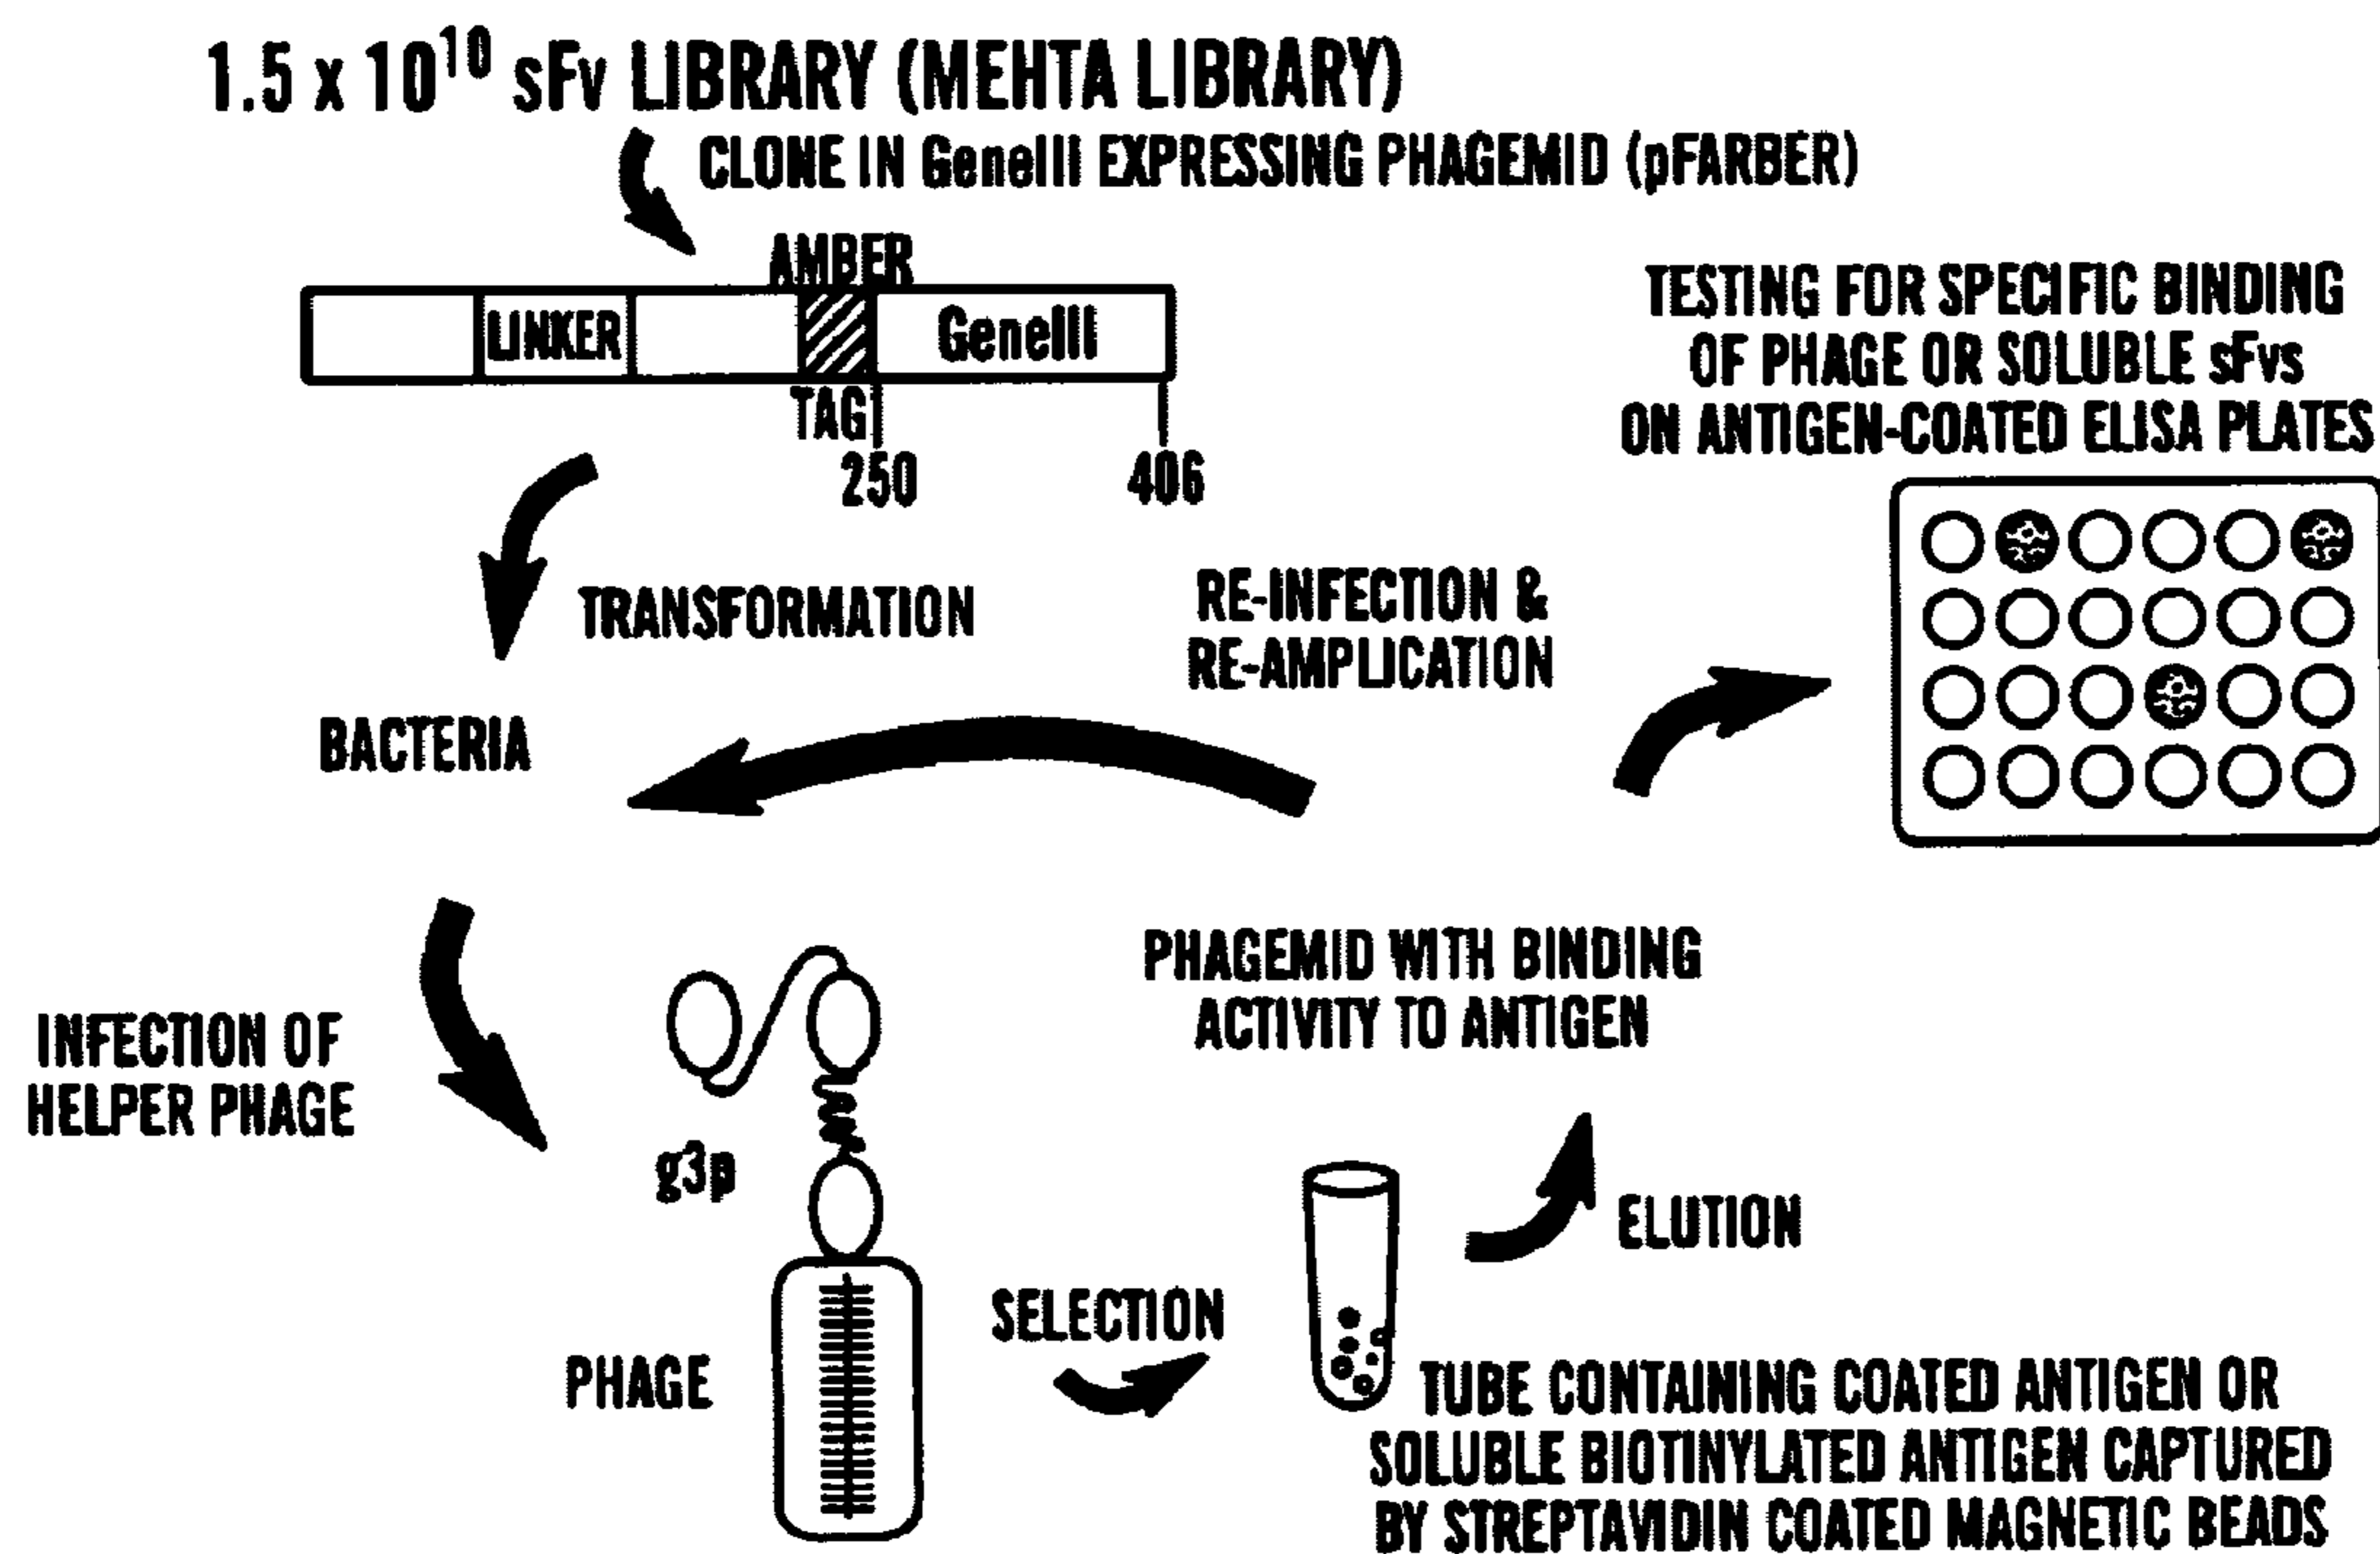 1.5 x 10¹⁰ sFv LIBRARY (MEHTA LIBRARY)
CLONE IN GeneIII EXPRESSING PHAGEMID (pFARBER)
AMBER
LINKER
GeneIII
TAG
250
406
TESTING FOR SPECIFIC BINDING
OF PHAGE OR SOLUBLE sFvs
ON ANTIGEN-COATED ELISA PLATES
TRANSFORMATION
RE-INFECTION &
RE-AMPLICATION
BACTERIA
PHAGEMID WITH BINDING
ACTIVITY TO ANTIGEN
INFECTION OF
HELPER PHAGE
g3p
ELUTION
SELECTION
PHAGE
TUBE CONTAINING COATED ANTIGEN OR
SOLUBLE BIOTINYLATED ANTIGEN CAPTURED
BY STREPTAVIDIN COATED MAGNETIC BEADS